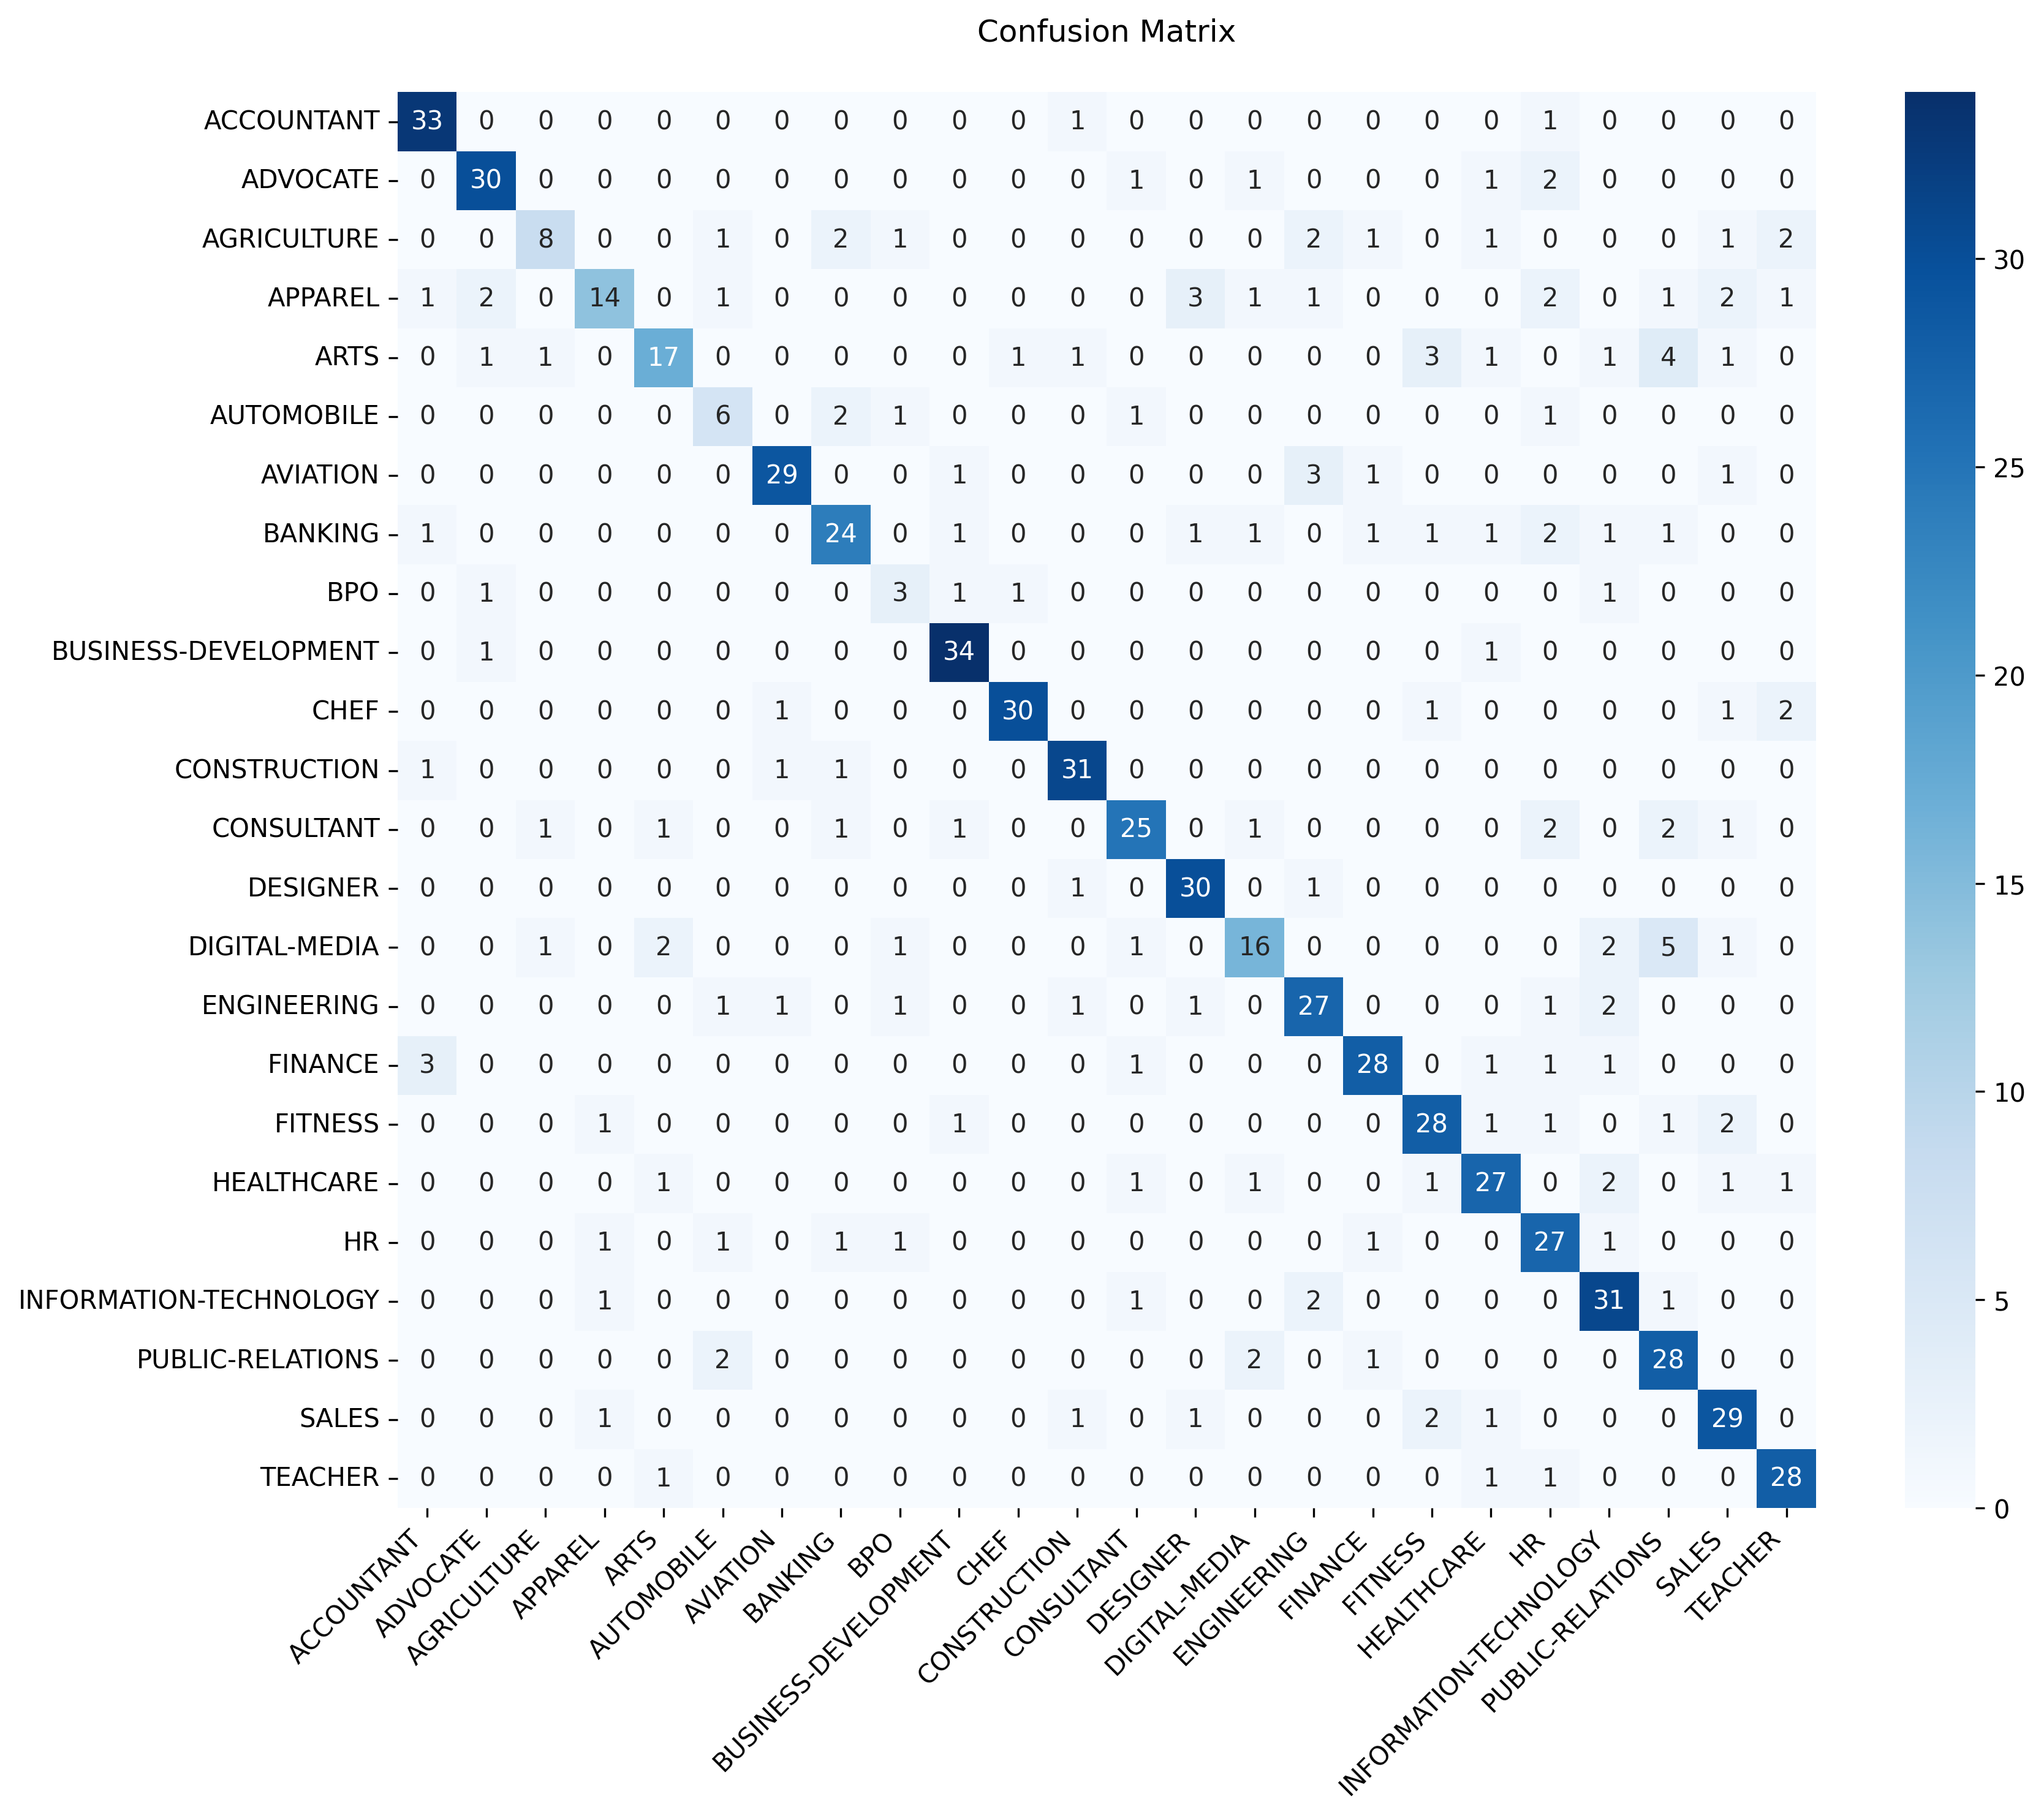 Confusion Matrix
ACCOUNTANT 33 0 0 0 0 0 0 0 0 0 0 1 0 0 0 0 0 0 0 1 0 0 0 0
ADVOCATE 0 30 0 0 0 0 0 0 0 0 0 0 1 0 1 0 0 0 1 2 0 0 0 0
AGRICULTURE 0 0 8 0 0 1 0 2 1 0 0 0 0 0 0 2 1 0 1 0 0 0 1 2
APPAREL 1 2 0 14 0 1 0 0 0 0 0 0 0 3 1 1 0 0 0 2 0 1 2 1
ARTS 0 1 1 0 17 0 0 0 0 0 1 1 0 0 0 0 0 3 1 0 1 4 1 0
AUTOMOBILE 0 0 0 0 0 6 0 2 1 0 0 0 1 0 0 0 0 0 0 1 0 0 0 0
AVIATION 0 0 0 0 0 0 29 0 0 1 0 0 0 0 0 3 1 0 0 0 0 0 1 0
BANKING 1 0 0 0 0 0 0 24 0 1 0 0 0 1 1 0 1 1 1 2 1 1 0 0
BPO 0 1 0 0 0 0 0 0 3 1 1 0 0 0 0 0 0 0 0 0 1 0 0 0
BUSINESS-DEVELOPMENT 0 1 0 0 0 0 0 0 0 34 0 0 0 0 0 0 0 0 1 0 0 0 0 0
CHEF 0 0 0 0 0 0 1 0 0 0 30 0 0 0 0 0 0 1 0 0 0 0 1 2
CONSTRUCTION 1 0 0 0 0 0 1 1 0 0 0 31 0 0 0 0 0 0 0 0 0 0 0 0
CONSULTANT 0 0 1 0 1 0 0 1 0 1 0 0 25 0 1 0 0 0 0 2 0 2 1 0
DESIGNER 0 0 0 0 0 0 0 0 0 0 0 1 0 30 0 1 0 0 0 0 0 0 0 0
DIGITAL-MEDIA 0 0 1 0 2 0 0 0 1 0 0 0 1 0 16 0 0 0 0 0 2 5 1 0
ENGINEERING 0 0 0 0 0 1 1 0 1 0 0 1 0 1 0 27 0 0 0 1 2 0 0 0
FINANCE 3 0 0 0 0 0 0 0 0 0 0 0 1 0 0 0 28 0 1 1 1 0 0 0
FITNESS 0 0 0 1 0 0 0 0 0 1 0 0 0 0 0 0 0 28 1 1 0 1 2 0
HEALTHCARE 0 0 0 0 1 0 0 0 0 0 0 0 1 0 1 0 0 1 27 0 2 0 1 1
HR 0 0 0 1 0 1 0 1 1 0 0 0 0 0 0 0 1 0 0 27 1 0 0 0
INFORMATION-TECHNOLOGY 0 0 0 1 0 0 0 0 0 0 0 0 1 0 0 2 0 0 0 0 31 1 0 0
PUBLIC-RELATIONS 0 0 0 0 0 2 0 0 0 0 0 0 0 0 2 0 1 0 0 0 0 28 0 0
SALES 0 0 0 1 0 0 0 0 0 0 0 1 0 1 0 0 0 2 1 0 0 0 29 0
TEACHER 0 0 0 0 1 0 0 0 0 0 0 0 0 0 0 0 0 0 1 1 0 0 0 28
ACCOUNTANT
ADVOCATE
AGRICULTURE
APPAREL
ARTS
AUTOMOBILE
AVIATION
BANKING
BPO
BUSINESS-DEVELOPMENT
CHEF
CONSTRUCTION
CONSULTANT
DESIGNER
DIGITAL-MEDIA
ENGINEERING
FINANCE
FITNESS
HEALTHCARE
HR
INFORMATION-TECHNOLOGY
PUBLIC-RELATIONS
SALES
TEACHER
30
25
20
15
10
5
0